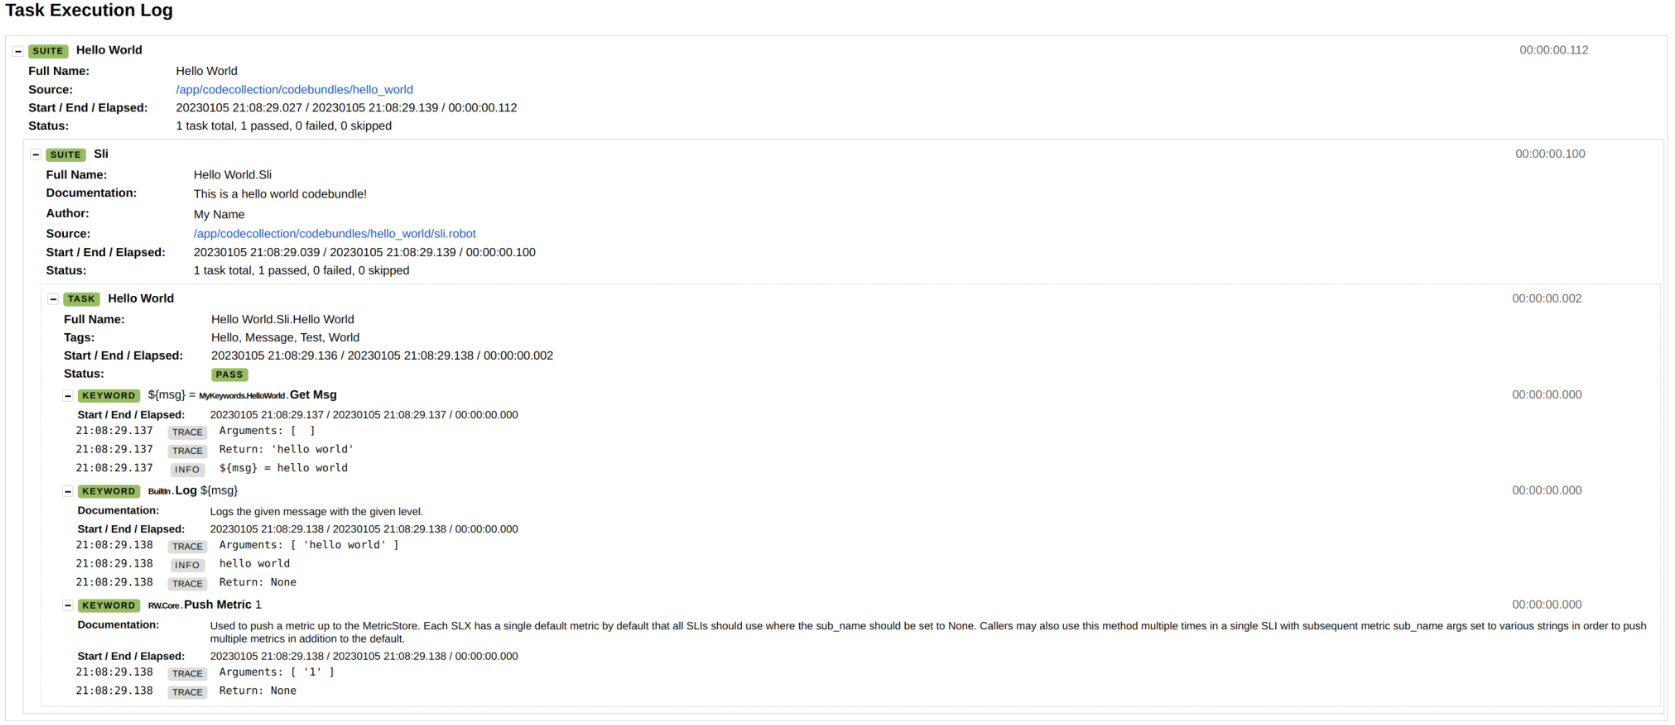 Task Execution Log
SUITE Hello World 00:00:00.112
Full Name: Hello World
Source: /app/codecollection/codebundles/hello_world
Start / End / Elapsed: 20230105 21:08:29.027 / 20230105 21:08:29.139 / 00:00:00.112
Status: 1 task total, 1 passed, 0 failed, 0 skipped
SUITE Sli 00:00:00.100
Full Name: Hello World.Sli
Documentation: This is a hello world codebundle!
Author: My Name
Source: /app/codecollection/codebundles/hello_world/sli.robot
Start / End / Elapsed: 20230105 21:08:29.039 / 20230105 21:08:29.139 / 00:00:00.100
Status: 1 task total, 1 passed, 0 failed, 0 skipped
TASK Hello World 00:00:00.002
Full Name: Hello World.Sli.Hello World
Tags: Hello, Message, Test, World
Start / End / Elapsed: 20230105 21:08:29.136 / 20230105 21:08:29.138 / 00:00:00.002
Status: PASS
KEYWORD ${msg} = MyKeywords.HelloWorld . Get Msg 00:00:00.000
Start / End / Elapsed: 20230105 21:08:29.137 / 20230105 21:08:29.137 / 00:00:00.000
21:08:29.137 TRACE Arguments: [ ]
21:08:29.137 TRACE Return: 'hello world'
21:08:29.137 INFO ${msg} = hello world
KEYWORD BuiltIn . Log ${msg} 00:00:00.000
Documentation: Logs the given message with the given level.
Start / End / Elapsed: 20230105 21:08:29.138 / 20230105 21:08:29.138 / 00:00:00.000
21:08:29.138 TRACE Arguments: [ 'hello world' ]
21:08:29.138 INFO hello world
21:08:29.138 TRACE Return: None
KEYWORD RW.Core . Push Metric 1 00:00:00.000
Documentation: Used to push a metric up to the MetricStore. Each SLX has a single default metric by default that all SLIs should use where the sub_name should be set to None. Callers may also use this method multiple times in a single SLI with subsequent metric sub_name args set to various strings in order to push
multiple metrics in addition to the default.
Start / End / Elapsed: 20230105 21:08:29.138 / 20230105 21:08:29.138 / 00:00:00.000
21:08:29.138 TRACE Arguments: [ '1' ]
21:08:29.138 TRACE Return: None